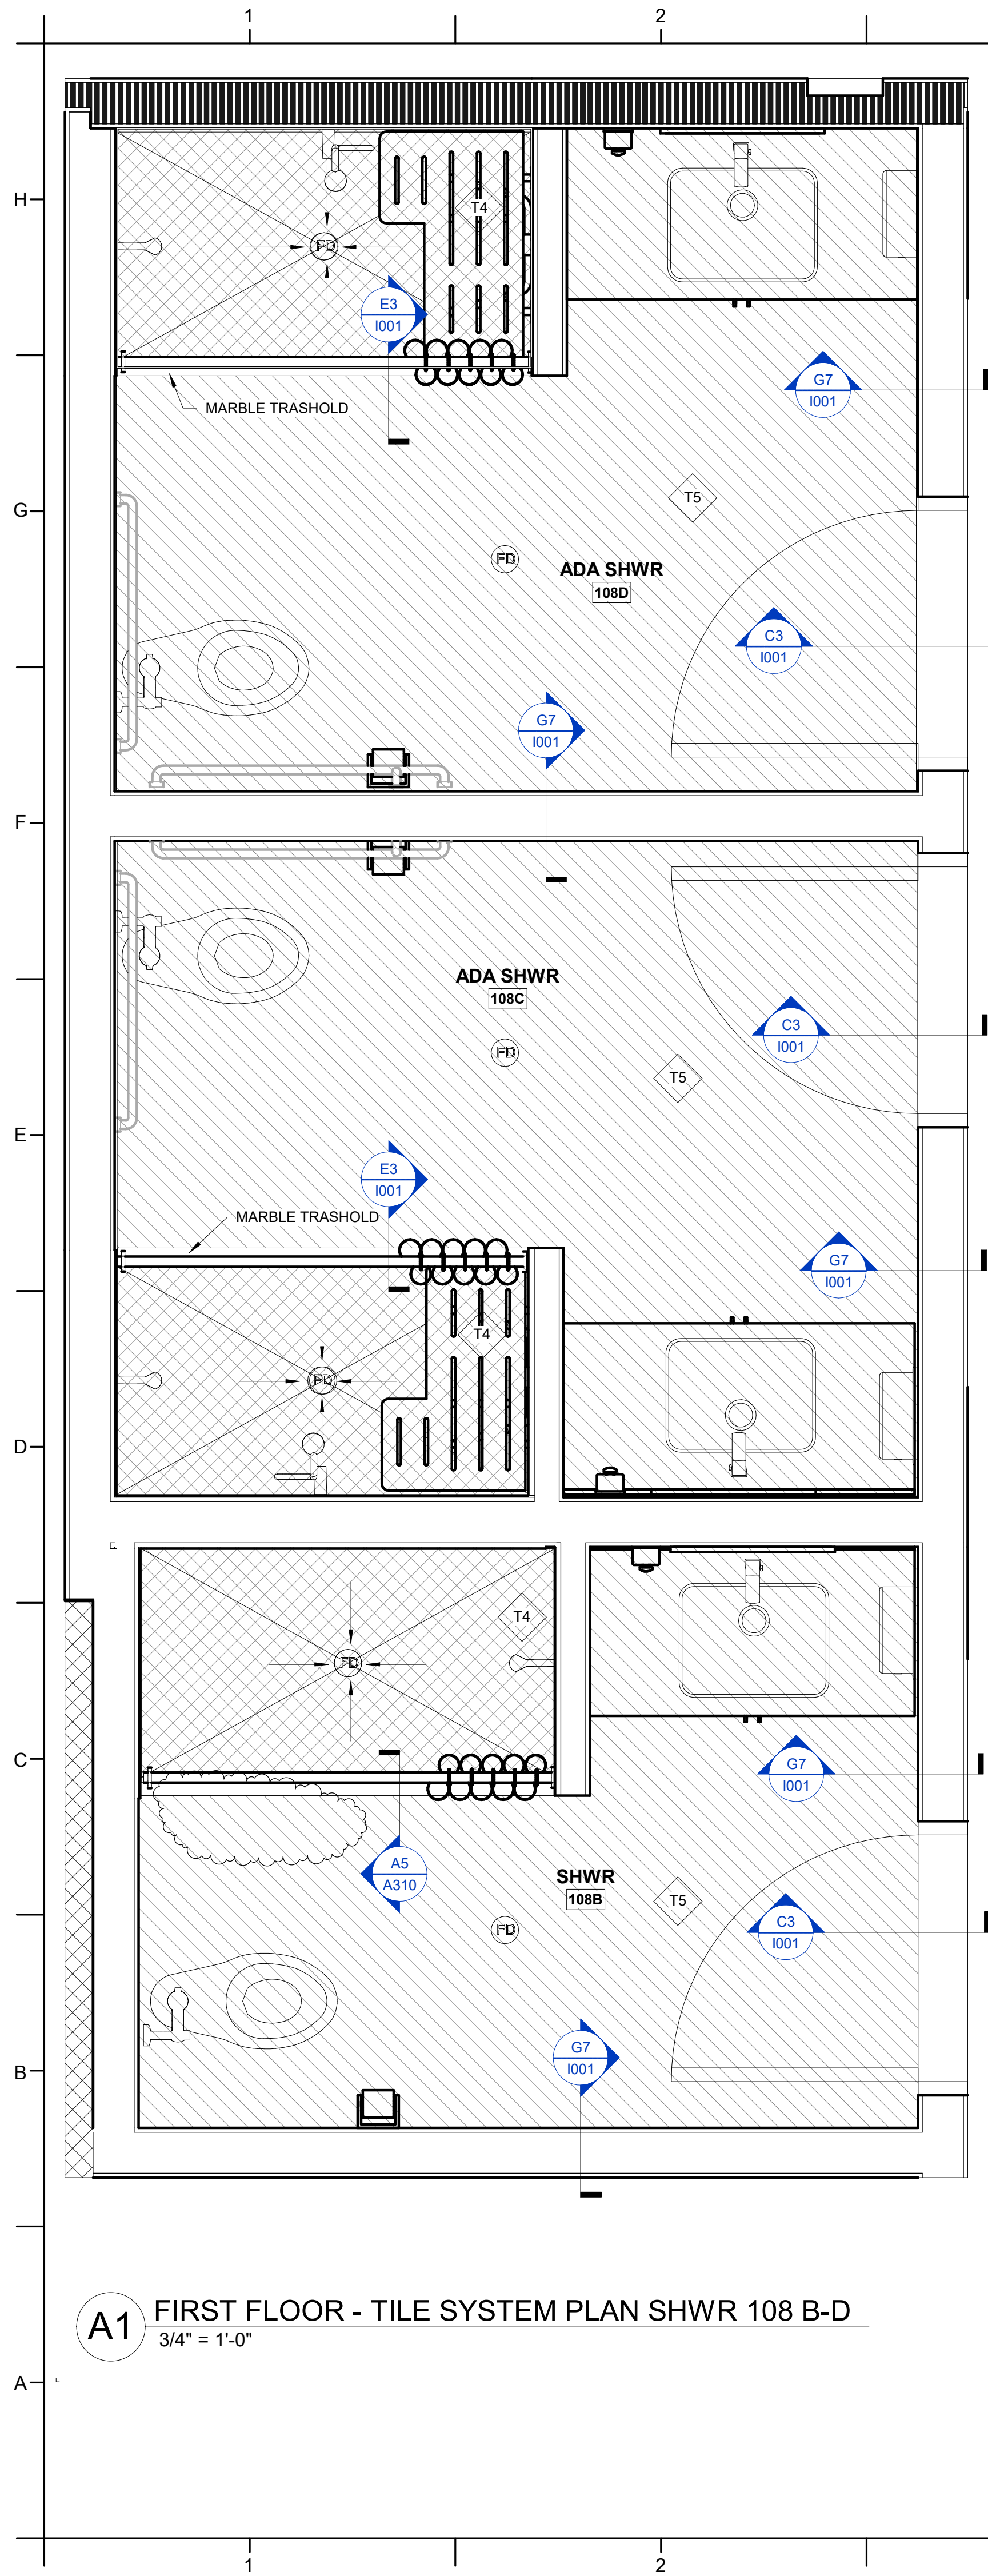 1 2
H
T4
FD
E3
I001
G7
I001
MARBLE TRASHOLD
T5
G
FD
ADA SHWR
108D
C3
I001
G7
I001
F
ADA SHWR
108C
C3
I001
FD
T5
E
E3
I001
MARBLE TRASHOLD
G7
I001
T4
FD
D
T4
FD
C
G7
I001
A5
A310
SHWR
108B
T5
FD
C3
I001
G7
I001
B
A1
FIRST FLOOR - TILE SYSTEM PLAN SHWR 108 B-D
3/4" = 1'-0"
A
1 2